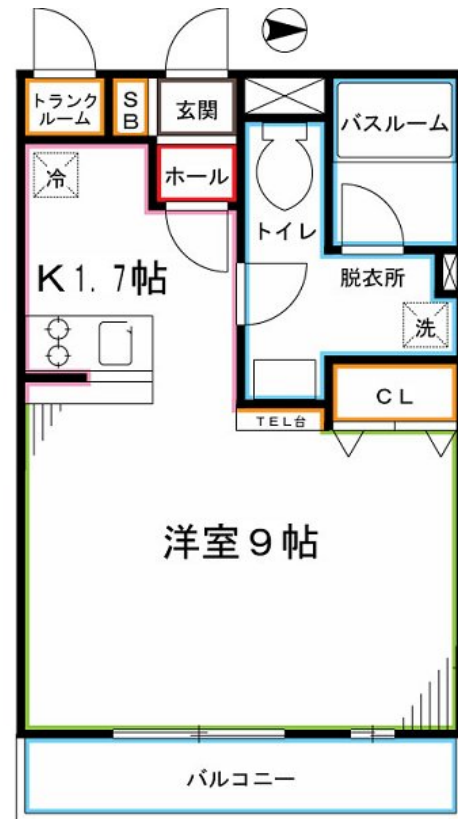 トランク
ルーム
S
B
玄関
バスルーム
冷
ホール
トイレ
K1.7帖
脱衣所
洗
CL
TEL台
洋室9帖
バルコニー